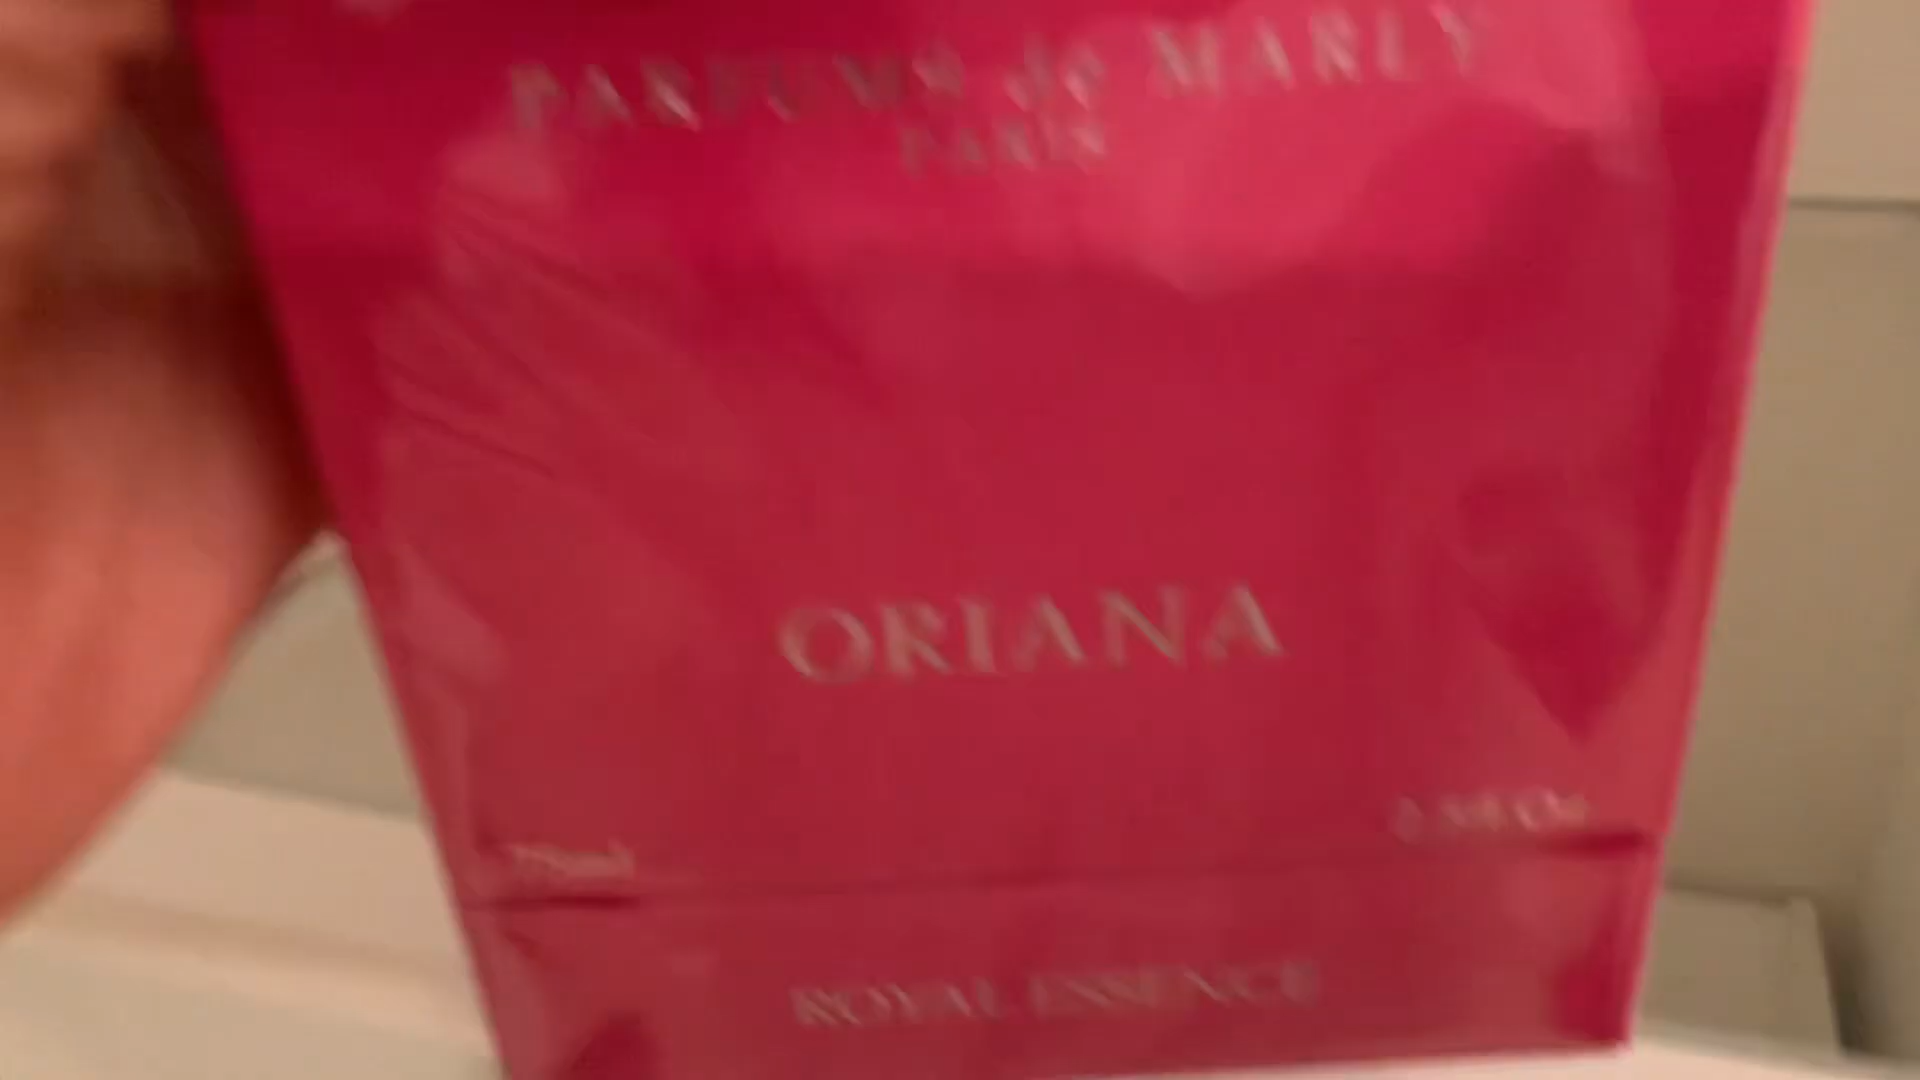 PARFUMS de MARLY
PARIS
ORIANA
75ml
ROYAL ESSENCE